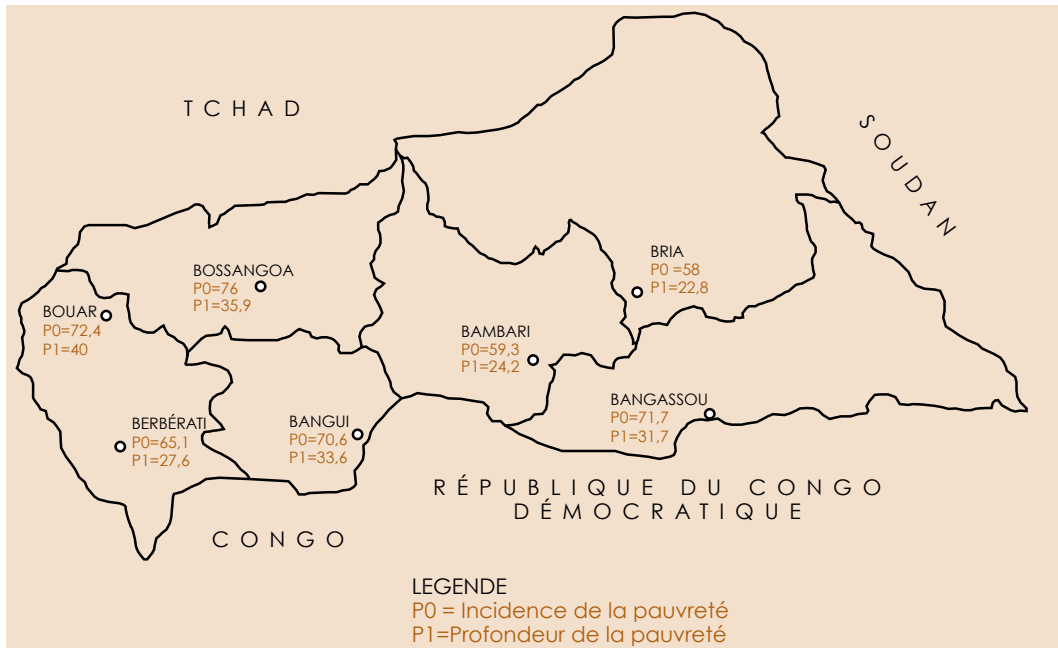 TCHAD
SOUDAN
BRIA
P0 =58
P1=22,8
BOSSANGOA
P0=76
P1=35,9
BOUAR
P0=72,4
P1=40
BAMBARI
P0=59,3
P1=24,2
BANGASSOU
P0=71,7
P1=31,7
BERBÉRATI
P0=65,1
P1=27,6
BANGUI
P0=70,6
P1=33,6
RÉPUBLIQUE DU CONGO
DÉMOCRATIQUE
CONGO
LEGENDE
P0 = Incidence de la pauvreté
P1=Profondeur de la pauvreté